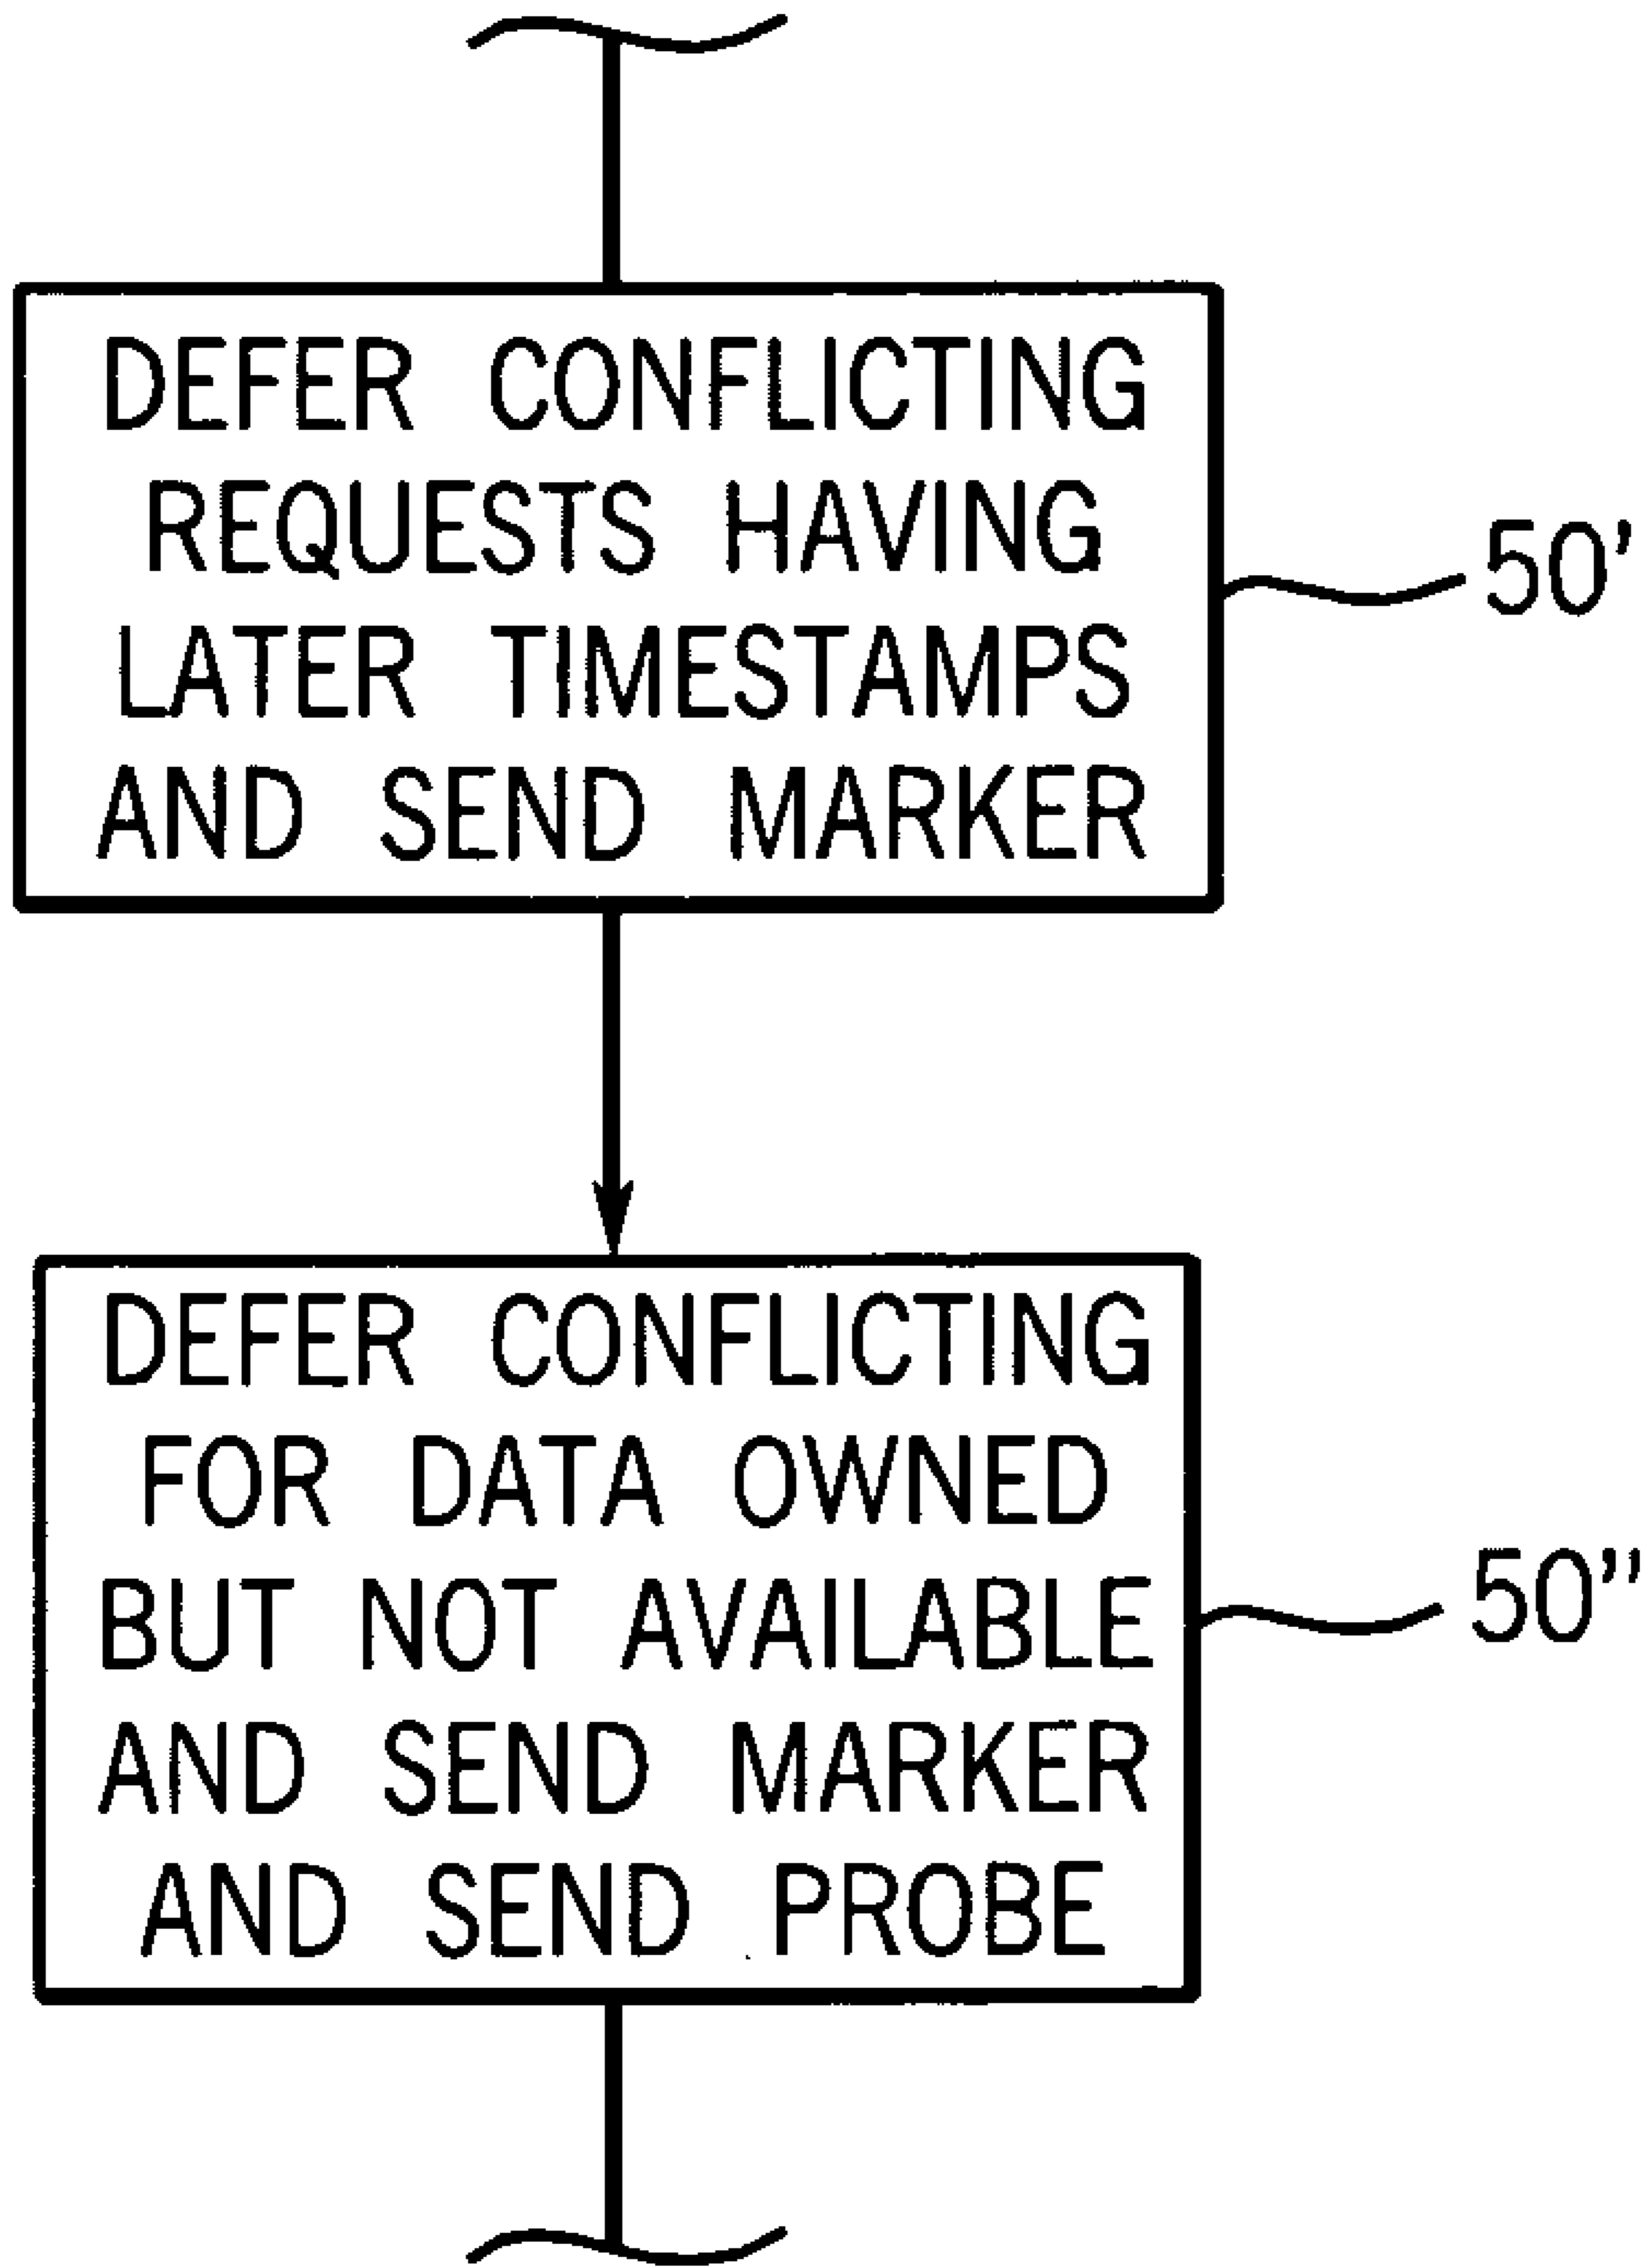 DEFER CONFLICTING
REQUESTS HAVING
LATER TIMESTAMPS
AND SEND MARKER
50'
DEFER CONFLICTING
FOR DATA OWNED
BUT NOT AVAILABLE
AND SEND MARKER
AND SEND PROBE
50"